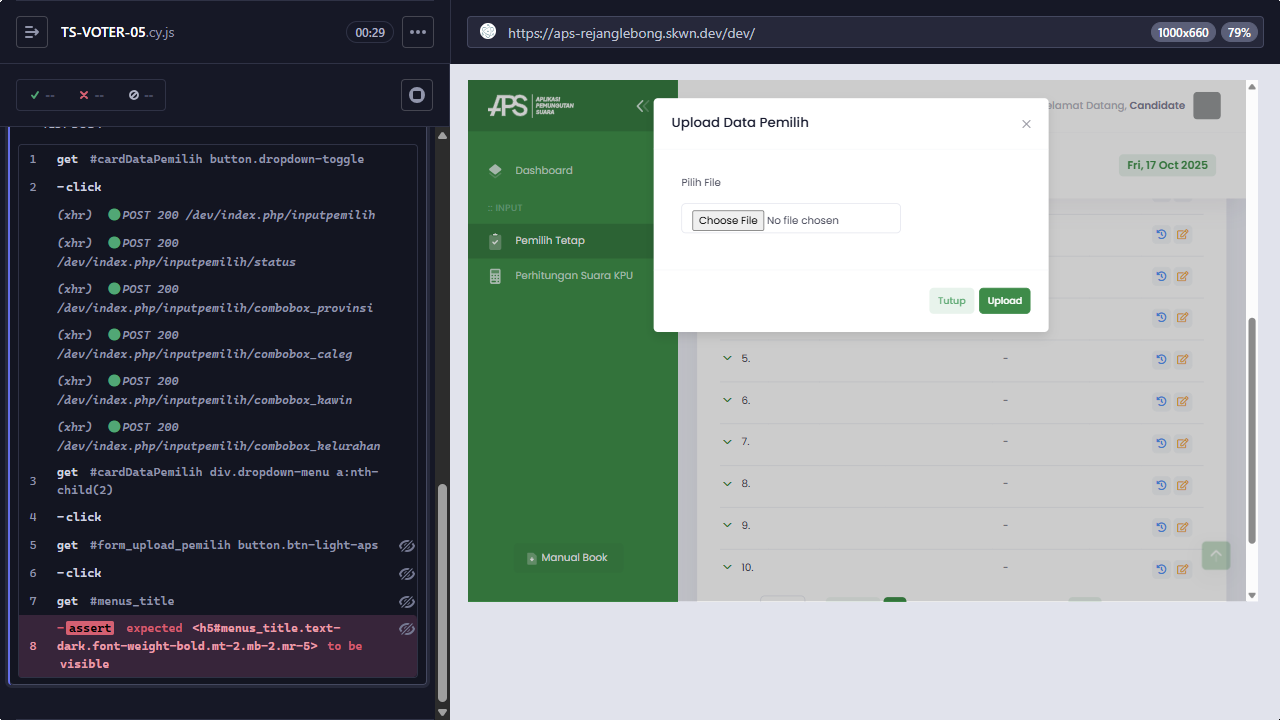 TS-VOTER-05.cy.js
00:29
--
--
--
1 get #cardDataPemilih button.dropdown-toggle
2 -click
(xhr) POST 200 /dev/index.php/inputpemilih
(xhr) POST 200
/dev/index.php/inputpemilih/status
(xhr) POST 200
/dev/index.php/inputpemilih/combobox_provinsi
(xhr) POST 200
/dev/index.php/inputpemilih/combobox_caleg
(xhr) POST 200
/dev/index.php/inputpemilih/combobox_hawin
(xhr) POST 200
/dev/index.php/inputpemilih/combobox_kelurahan
3 get #cardDataPemilih div.dropdown-menu a:nth-
child(2)
4 -click
5 get #form_upload_pemilih button.btn-light-aps
6 -click
7 get #menus_title
8 -assert expected <h5#menus_title.text-
dark.font-weight-bold.mt-2.mb-2.mr-5> to be
visible
https://aps-rejanglebong.skwn.dev/dev/
1000x660
79%
APS
APLIKASI
PEMUNGUTAN
SUARA
Dashboard
:: INPUT
Pemilih Tetap
Perhitungan Suara KPU
Manual Book
elamat Datang, Candidate
Fri, 17 Oct 2025
Upload Data Pemilih
×
Pilih File
Choose File No file chosen
Tutup
Upload
5. -
6. -
7. -
8. -
9. -
10. -